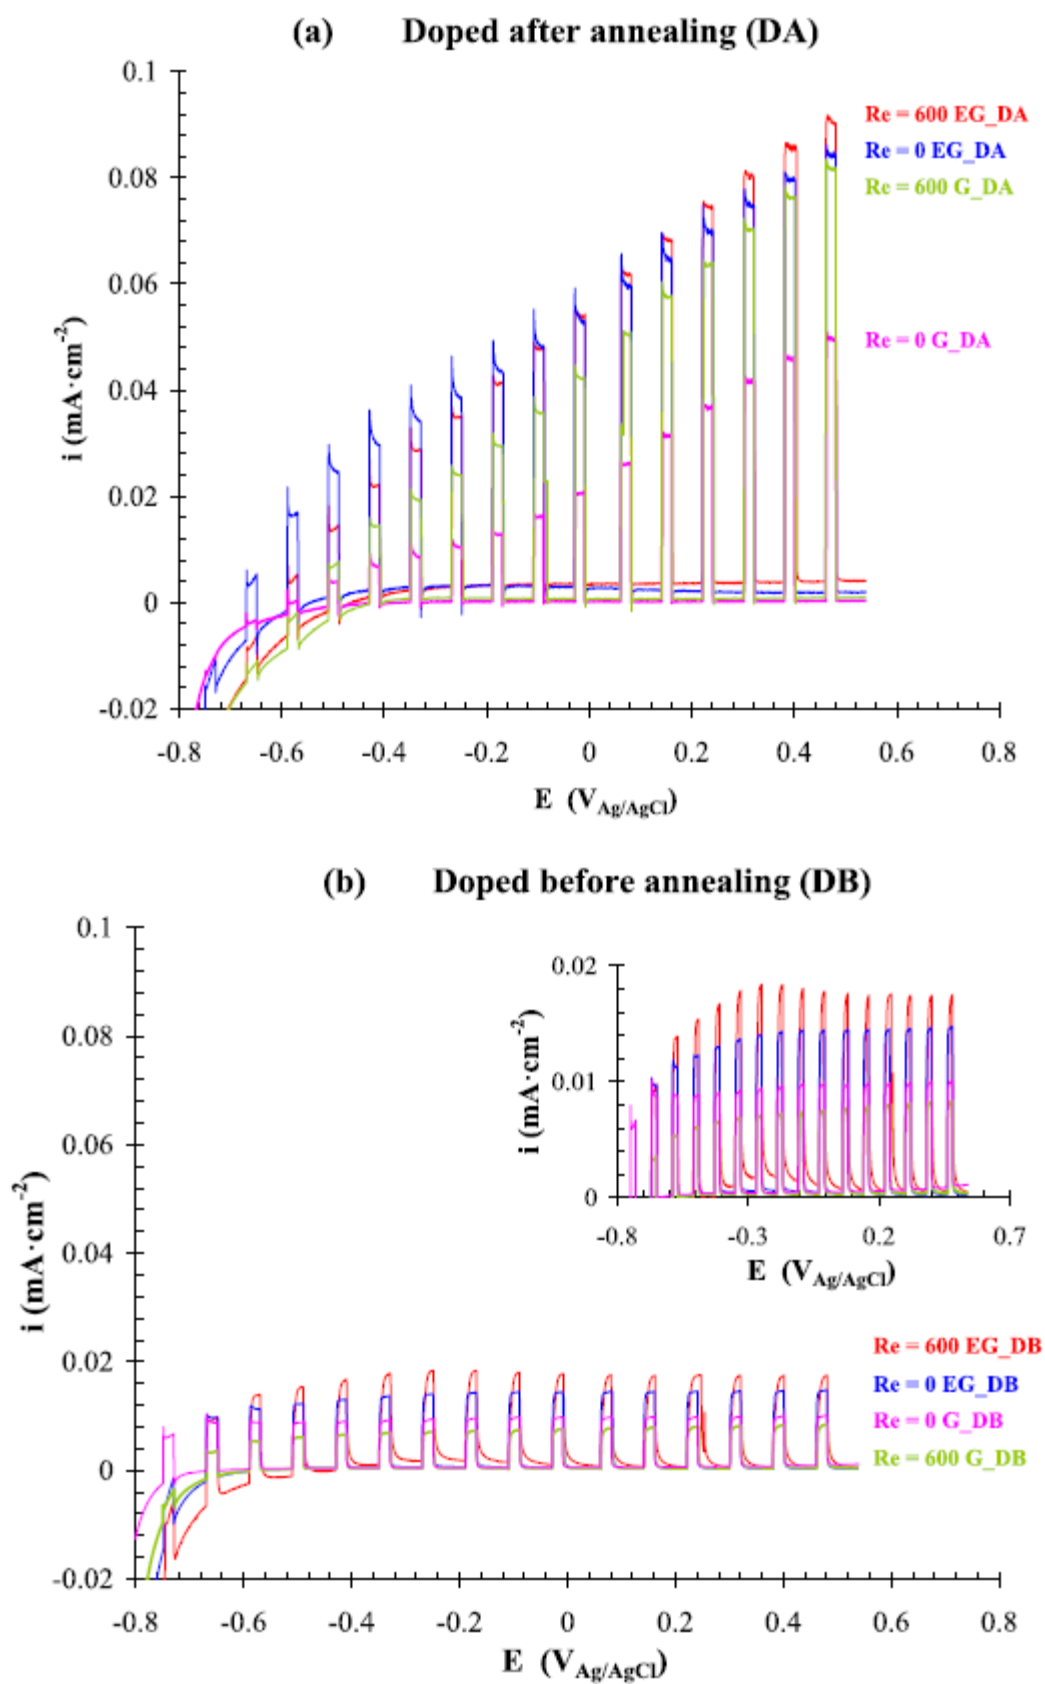 (a) Doped after annealing (DA)
0.1
0.08
0.06
0.04
0.02
0
-0.02
i (mA·cm-2)
Re = 600 EG_DA
Re = 0 EG_DA
Re = 600 G_DA
Re = 0 G_DA
-0.8 -0.6 -0.4 -0.2 0 0.2 0.4 0.6 0.8
E (VAg/AgCl)
(b) Doped before annealing (DB)
0.1
0.08
0.06
0.04
0.02
0
-0.02
i (mA·cm-2)
0.02
0.01
0
i (mA·cm-2)
-0.8 -0.3 0.2 0.7
E (VAg/AgCl)
Re = 600 EG_DB
Re = 0 EG_DB
Re = 0 G_DB
Re = 600 G_DB
-0.8 -0.6 -0.4 -0.2 0 0.2 0.4 0.6 0.8
E (VAg/AgCl)